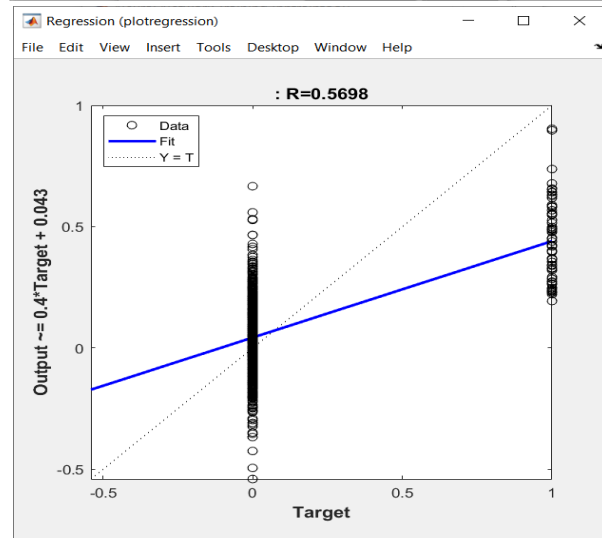 Regression (plotregression)
File Edit View Insert Tools Desktop Window Help
: R=0.5698
Data
Fit
Y = T
1
0.5
0
-0.5
Output ~= 0.4*Target + 0.043
-0.5 0 0.5 1
Target